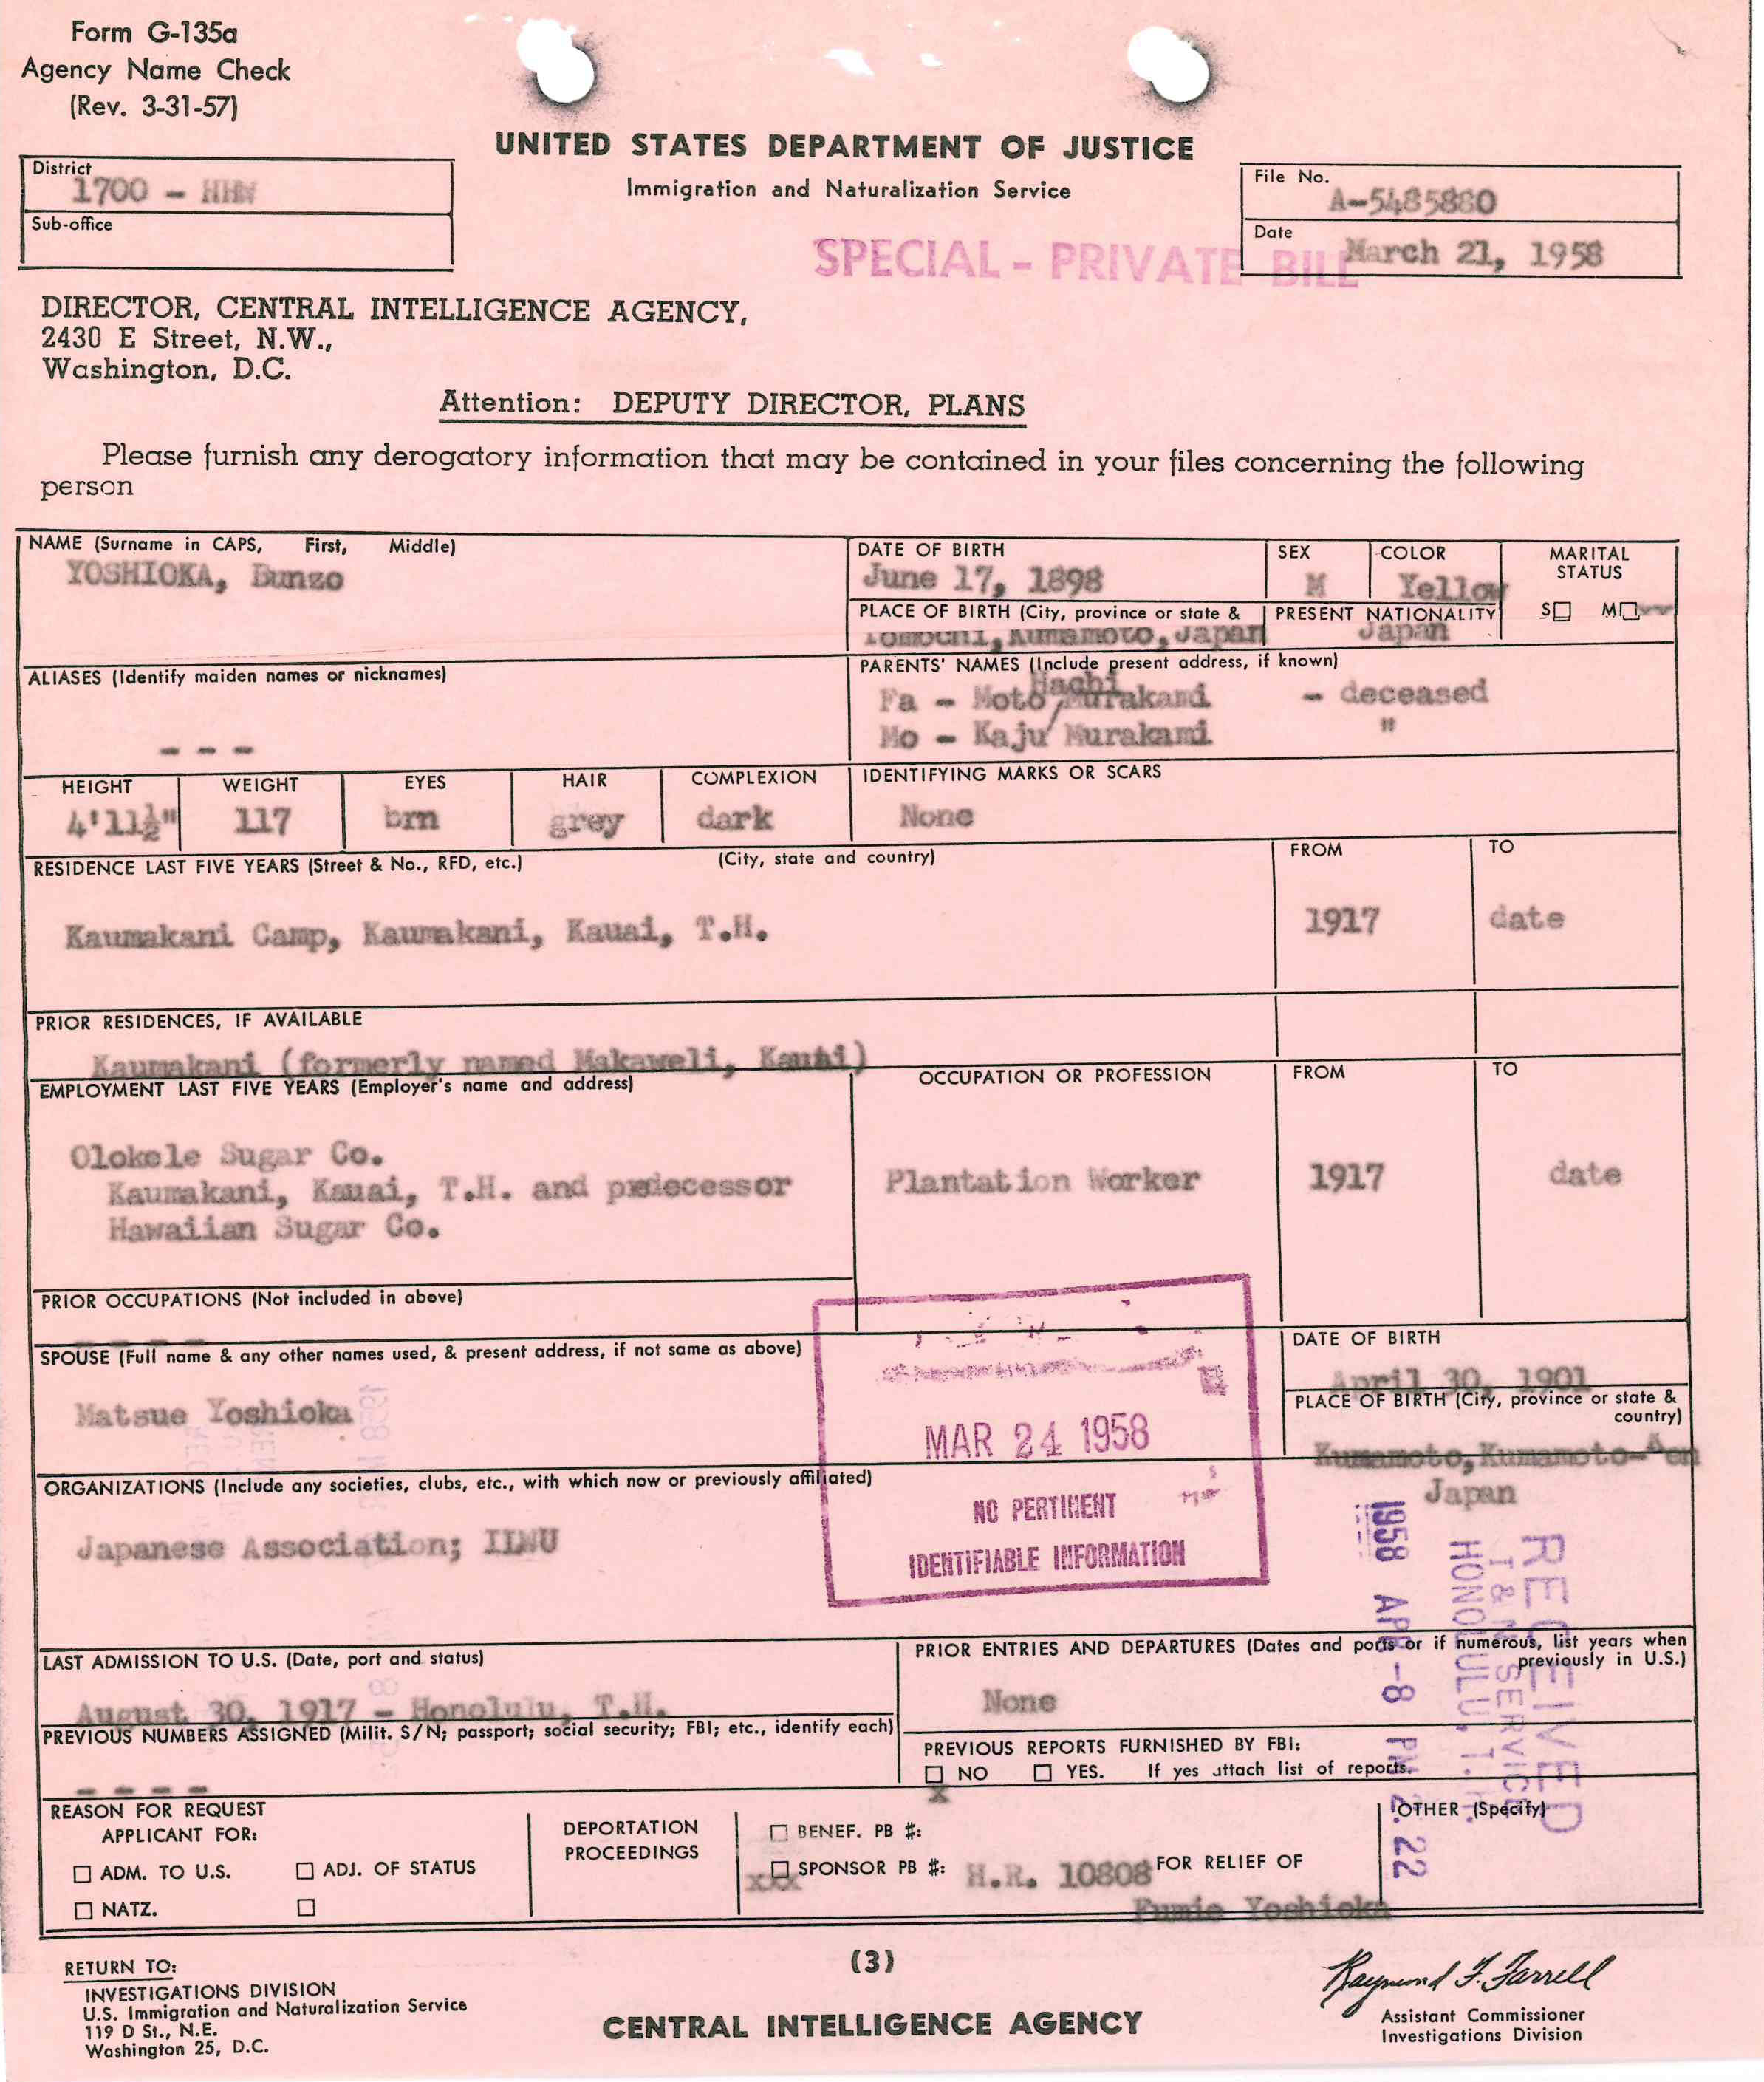 Form G-135a
Agency Name Check
(Rev. 3-31-57)
UNITED STATES DEPARTMENT OF JUSTICE
Immigration and Naturalization Service
District
1700 - HHW
Sub-office
File No.
A-5485880
Date
March 21, 1958
SPECIAL - PRIVATE BILL
DIRECTOR, CENTRAL INTELLIGENCE AGENCY,
2430 E Street, N.W.,
Washington, D.C.
Attention: DEPUTY DIRECTOR, PLANS
Please furnish any derogatory information that may be contained in your files concerning the following
person
NAME (Surname in CAPS, First, Middle)
YOSHIOKA, Bunzo
DATE OF BIRTH
June 17, 1898
SEX
M
COLOR
Yellow
MARITAL
STATUS
S☐ M☐
PLACE OF BIRTH (City, province or state &
Tomochi, Kumamoto, Japan
PRESENT NATIONALITY
Japan
ALIASES (Identify maiden names or nicknames)
- - -
PARENTS' NAMES (Include present address, if known)
Hachi
Fa - Moto/Murakami - deceased
Mo - Kaju Murakami "
HEIGHT
4'11½"
WEIGHT
117
EYES
brn
HAIR
grey
COMPLEXION
dark
IDENTIFYING MARKS OR SCARS
None
RESIDENCE LAST FIVE YEARS (Street & No., RFD, etc.) (City, state and country)
FROM
TO
Kaumakani Camp, Kaumakani, Kauai, T.H.
1917
date
PRIOR RESIDENCES, IF AVAILABLE
Kaumakani (formerly named Makaweli, Kauai)
EMPLOYMENT LAST FIVE YEARS (Employer's name and address)
OCCUPATION OR PROFESSION
FROM
TO
Olokele Sugar Co.
Kaumakani, Kauai, T.H. and predecessor
Hawaiian Sugar Co.
Plantation Worker
1917
date
PRIOR OCCUPATIONS (Not included in above)
- - - -
SPOUSE (Full name & any other names used, & present address, if not same as above)
Matsue Yoshioka
DATE OF BIRTH
April 30, 1901
PLACE OF BIRTH (City, province or state &
country)
Kumamoto, Kumamoto-Ken
Japan
MAR 24 1958
NO PERTINENT
IDENTIFIABLE INFORMATION
ORGANIZATIONS (Include any societies, clubs, etc., with which now or previously affiliated)
Japanese Association; ILWU
RECEIVED
I & N SERVICE
HONOLULU, T.H.
1958 APR -8 PM 2:22
LAST ADMISSION TO U.S. (Date, port and status)
August 30, 1917 - Honolulu, T.H.
PRIOR ENTRIES AND DEPARTURES (Dates and ports or if numerous, list years when
previously in U.S.)
None
PREVIOUS NUMBERS ASSIGNED (Milit. S/N; passport; social security; FBI; etc., identify each)
- - - -
PREVIOUS REPORTS FURNISHED BY FBI:
☐ NO ☐ YES. If yes attach list of reports.
x
REASON FOR REQUEST
APPLICANT FOR:
☐ ADM. TO U.S. ☐ ADJ. OF STATUS
☐ NATZ. ☐
DEPORTATION
PROCEEDINGS
☐ BENEF. PB #:
xxx ☐ SPONSOR PB #: H.R. 10808 FOR RELIEF OF
Fumie Yoshioka
OTHER (Specify)
RETURN TO:
INVESTIGATIONS DIVISION
U.S. Immigration and Naturalization Service
119 D St., N.E.
Washington 25, D.C.
(3)
CENTRAL INTELLIGENCE AGENCY
Raymond F. Farrell
Assistant Commissioner
Investigations Division